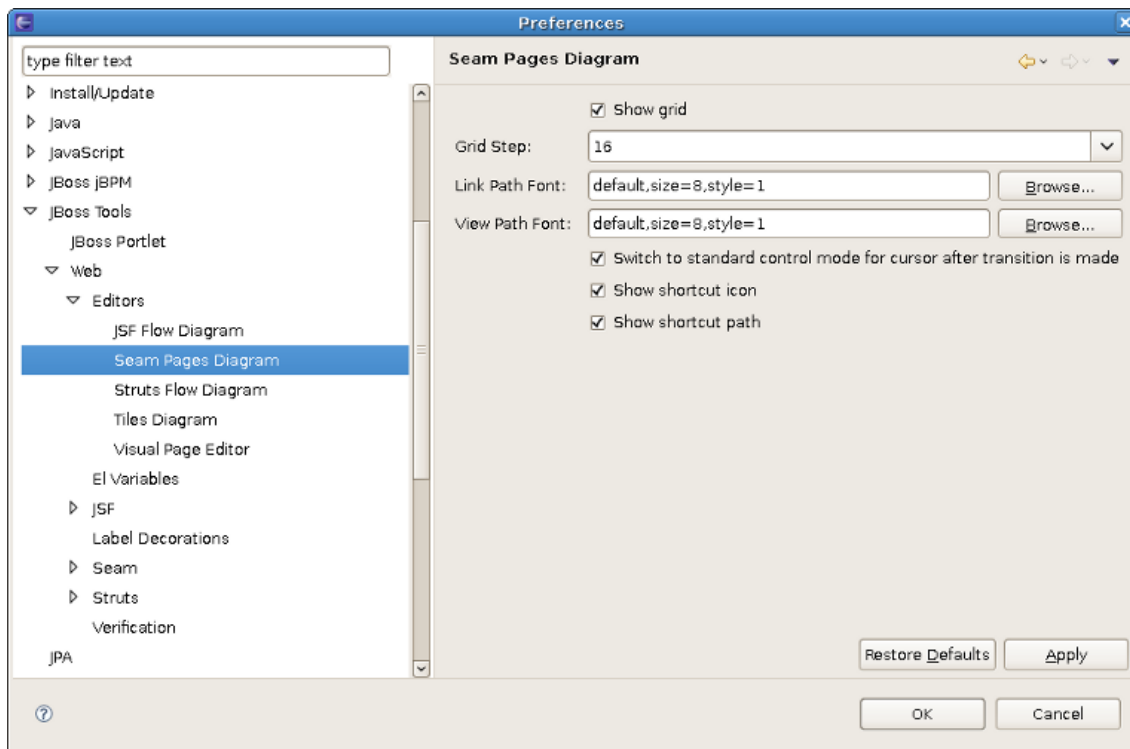 Preferences
type filter text
Install/Update
Java
JavaScript
JBoss jBPM
JBoss Tools
JBoss Portlet
Web
Editors
JSF Flow Diagram
Seam Pages Diagram
Struts Flow Diagram
Tiles Diagram
Visual Page Editor
El Variables
JSF
Label Decorations
Seam
Struts
Verification
JPA
Seam Pages Diagram
Show grid
Grid Step: 16
Link Path Font: default,size=8,style=1 Browse...
View Path Font: default,size=8,style=1 Browse...
Switch to standard control mode for cursor after transition is made
Show shortcut icon
Show shortcut path
Restore Defaults Apply
? OK Cancel